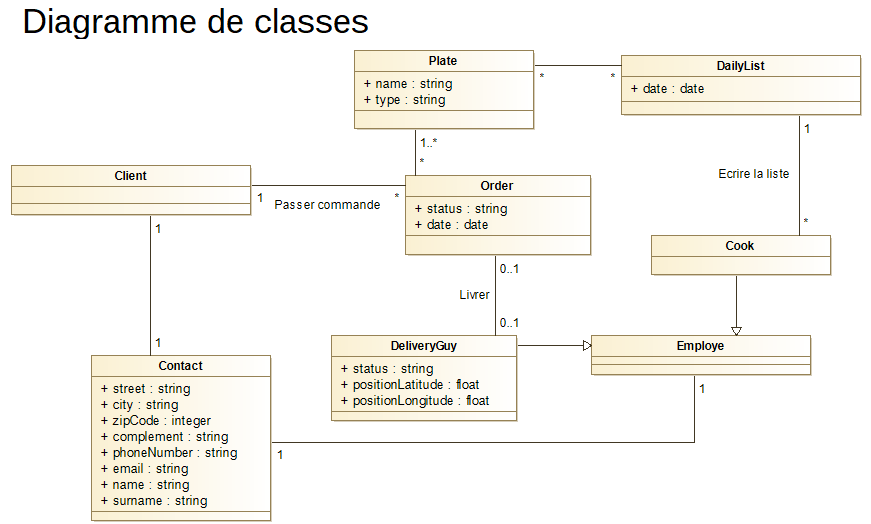 Diagramme de classes
Plate
+ name : string
+ type : string
DailyList
+ date : date
*
*
1..*
*
1
Ecrire la liste
*
Client
1
Passer commande
*
Order
+ status : string
+ date : date
Cook
1
0..1
Livrer
0..1
1
Contact
+ street : string
+ city : string
+ zipCode : integer
+ complement : string
+ phoneNumber : string
+ email : string
+ name : string
+ surname : string
DeliveryGuy
+ status : string
+ positionLatitude : float
+ positionLongitude : float
Employe
1
1